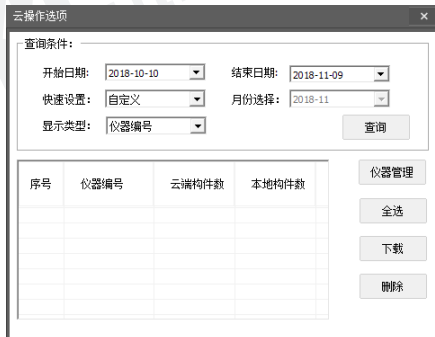 云操作选项 ×
查询条件:
开始日期: 2018-10-10 结束日期: 2018-11-09
快速设置: 自定义 月份选择: 2018-11
显示类型: 仪器编号 查询
序号 仪器编号 云端构件数 本地构件数
仪器管理
全选
下载
删除